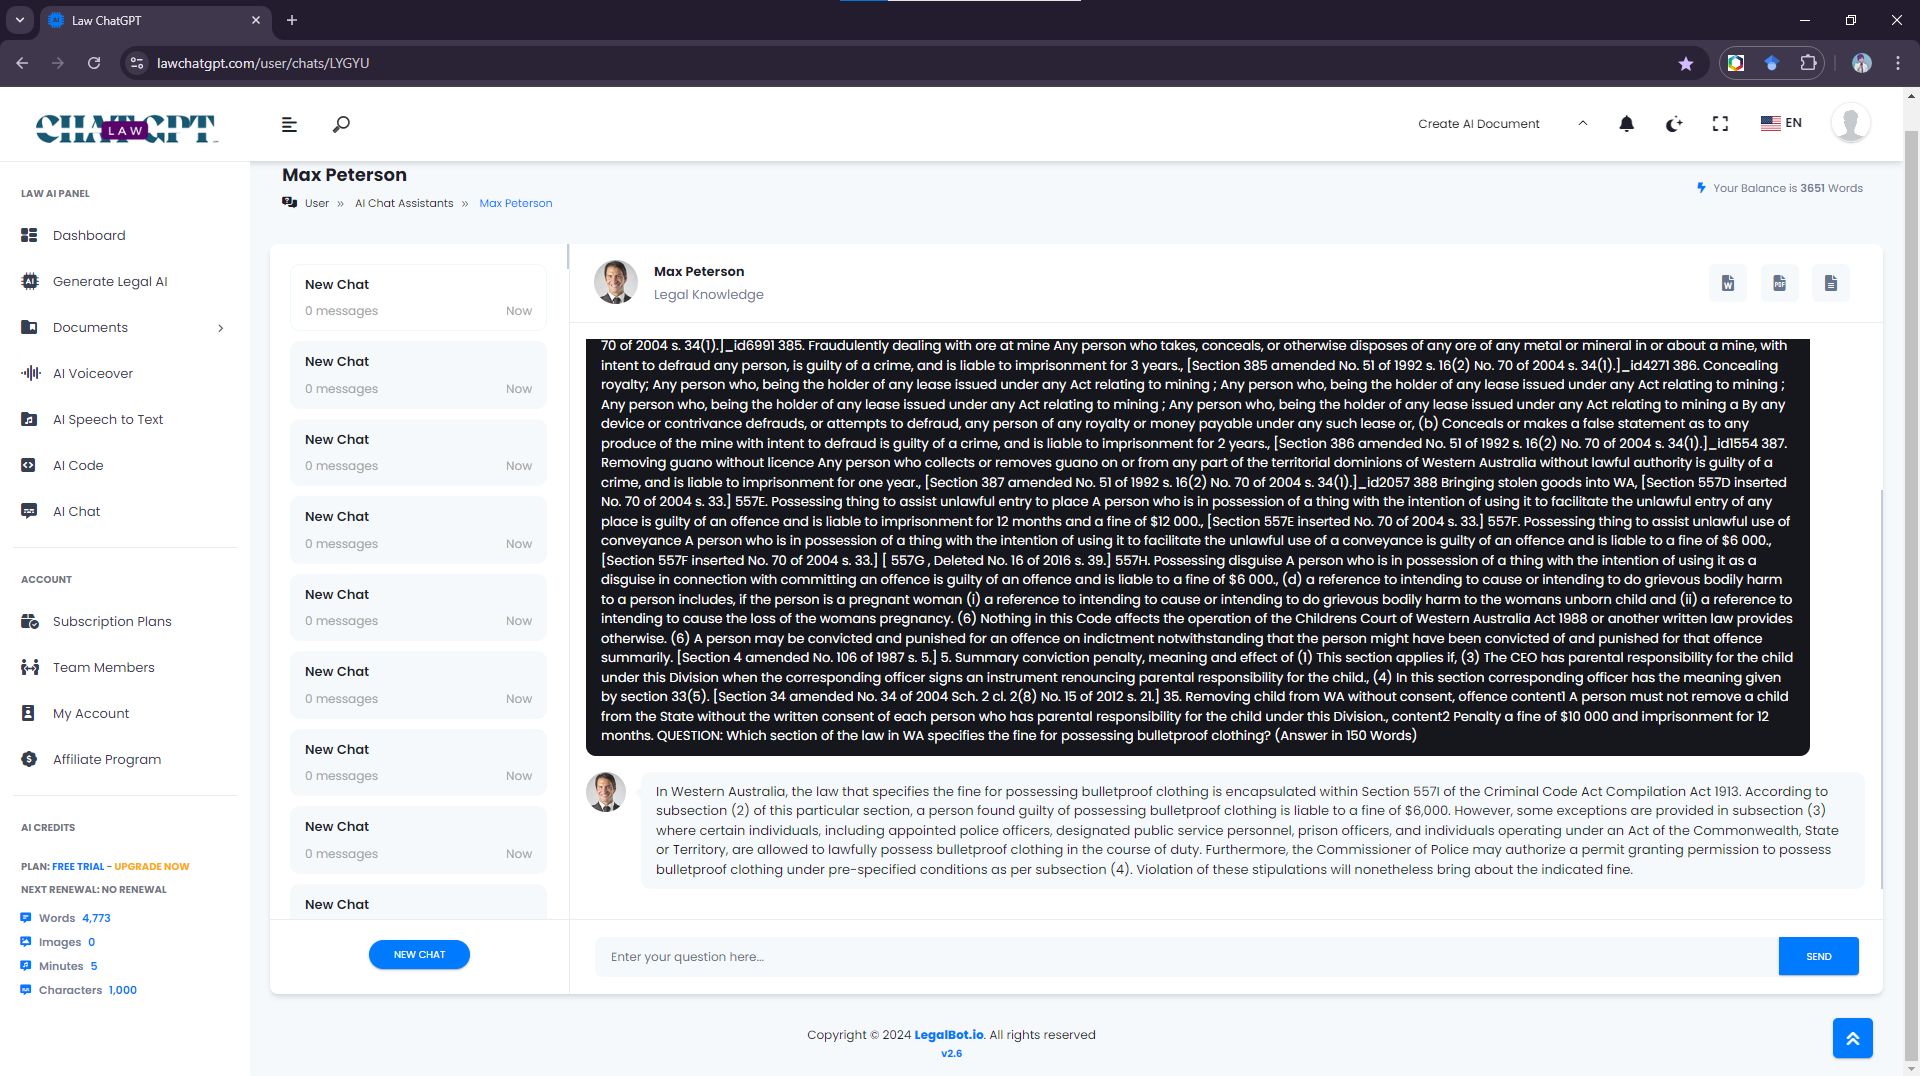 Law ChatGPT
lawchatgpt.com/user/chats/LYGYU
CHATGPT
LAW
Create AI Document
EN
LAW AI PANEL
Dashboard
Generate Legal AI
Documents
AI Voiceover
AI Speech to Text
AI Code
AI Chat
ACCOUNT
Subscription Plans
Team Members
My Account
Affiliate Program
AI CREDITS
PLAN: FREE TRIAL - UPGRADE NOW
NEXT RENEWAL: NO RENEWAL
Words 4,773
Images 0
Minutes 5
Characters 1,000
Max Peterson
User » AI Chat Assistants » Max Peterson
Your Balance is 3651 Words
New Chat
0 messages Now
New Chat
0 messages Now
New Chat
0 messages Now
New Chat
0 messages Now
New Chat
0 messages Now
New Chat
0 messages Now
New Chat
0 messages Now
New Chat
0 messages Now
New Chat
NEW CHAT
Max Peterson
Legal Knowledge
W
PDF
70 of 2004 s. 34(1).]_id6991 385. Fraudulently dealing with ore at mine Any person who takes, conceals, or otherwise disposes of any ore of any metal or mineral in or about a mine, with
intent to defraud any person, is guilty of a crime, and is liable to imprisonment for 3 years., [Section 385 amended No. 51 of 1992 s. 16(2) No. 70 of 2004 s. 34(1).]_id4271 386. Concealing
royalty; Any person who, being the holder of any lease issued under any Act relating to mining ; Any person who, being the holder of any lease issued under any Act relating to mining ;
Any person who, being the holder of any lease issued under any Act relating to mining ; Any person who, being the holder of any lease issued under any Act relating to mining a By any
device or contrivance defrauds, or attempts to defraud, any person of any royalty or money payable under any such lease or, (b) Conceals or makes a false statement as to any
produce of the mine with intent to defraud is guilty of a crime, and is liable to imprisonment for 2 years., [Section 386 amended No. 51 of 1992 s. 16(2) No. 70 of 2004 s. 34(1).]_id1554 387.
Removing guano without licence Any person who collects or removes guano on or from any part of the territorial dominions of Western Australia without lawful authority is guilty of a
crime, and is liable to imprisonment for one year., [Section 387 amended No. 51 of 1992 s. 16(2) No. 70 of 2004 s. 34(1).]_id2057 388 Bringing stolen goods into WA, [Section 557D inserted
No. 70 of 2004 s. 33.] 557E. Possessing thing to assist unlawful entry to place A person who is in possession of a thing with the intention of using it to facilitate the unlawful entry of any
place is guilty of an offence and is liable to imprisonment for 12 months and a fine of $12 000., [Section 557E inserted No. 70 of 2004 s. 33.] 557F. Possessing thing to assist unlawful use of
conveyance A person who is in possession of a thing with the intention of using it to facilitate the unlawful use of a conveyance is guilty of an offence and is liable to a fine of $6 000.,
[Section 557F inserted No. 70 of 2004 s. 33.] [ 557G , Deleted No. 16 of 2016 s. 39.] 557H. Possessing disguise A person who is in possession of a thing with the intention of using it as a
disguise in connection with committing an offence is guilty of an offence and is liable to a fine of $6 000., (d) a reference to intending to cause or intending to do grievous bodily harm
to a person includes, if the person is a pregnant woman (i) a reference to intending to cause or intending to do grievous bodily harm to the womans unborn child and (ii) a reference to
intending to cause the loss of the womans pregnancy. (6) Nothing in this Code affects the operation of the Childrens Court of Western Australia Act 1988 or another written law provides
otherwise. (6) A person may be convicted and punished for an offence on indictment notwithstanding that the person might have been convicted of and punished for that offence
summarily. [Section 4 amended No. 106 of 1987 s. 5.] 5. Summary conviction penalty, meaning and effect of (1) This section applies if, (3) The CEO has parental responsibility for the child
under this Division when the corresponding officer signs an instrument renouncing parental responsibility for the child., (4) In this section corresponding officer has the meaning given
by section 33(5). [Section 34 amended No. 34 of 2004 Sch. 2 cl. 2(8) No. 15 of 2012 s. 21.] 35. Removing child from WA without consent, offence content1 A person must not remove a child
from the State without the written consent of each person who has parental responsibility for the child under this Division., content2 Penalty a fine of $10 000 and imprisonment for 12
months. QUESTION: Which section of the law in WA specifies the fine for possessing bulletproof clothing? (Answer in 150 Words)
In Western Australia, the law that specifies the fine for possessing bulletproof clothing is encapsulated within Section 557I of the Criminal Code Act Compilation Act 1913. According to
subsection (2) of this particular section, a person found guilty of possessing bulletproof clothing is liable to a fine of $6,000. However, some exceptions are provided in subsection (3)
where certain individuals, including appointed police officers, designated public service personnel, prison officers, and individuals operating under an Act of the Commonwealth, State
or Territory, are allowed to lawfully possess bulletproof clothing in the course of duty. Furthermore, the Commissioner of Police may authorize a permit granting permission to possess
bulletproof clothing under pre-specified conditions as per subsection (4). Violation of these stipulations will nonetheless bring about the indicated fine.
Enter your question here...
SEND
Copyright © 2024 LegalBot.io. All rights reserved
v2.6